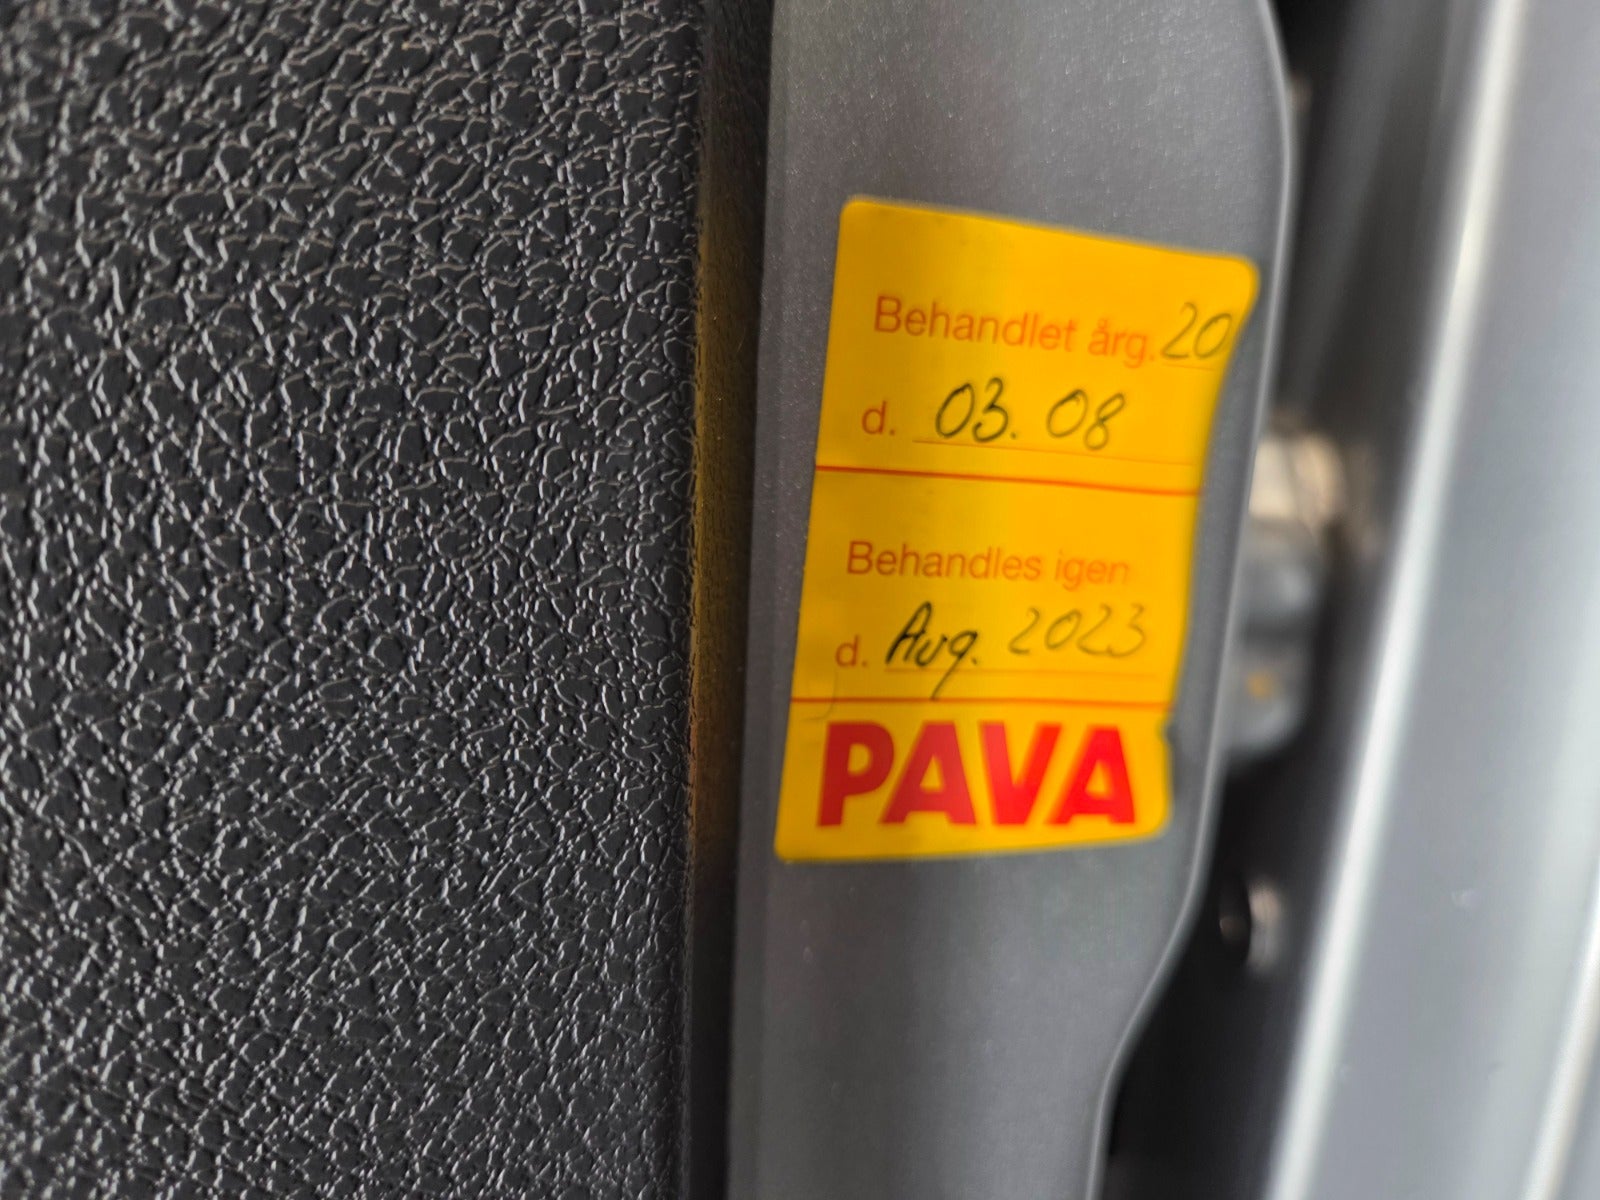 Behandlet årg. 20
d. 03. 08
Behandles igen
d. Aug. 2023
PAVA